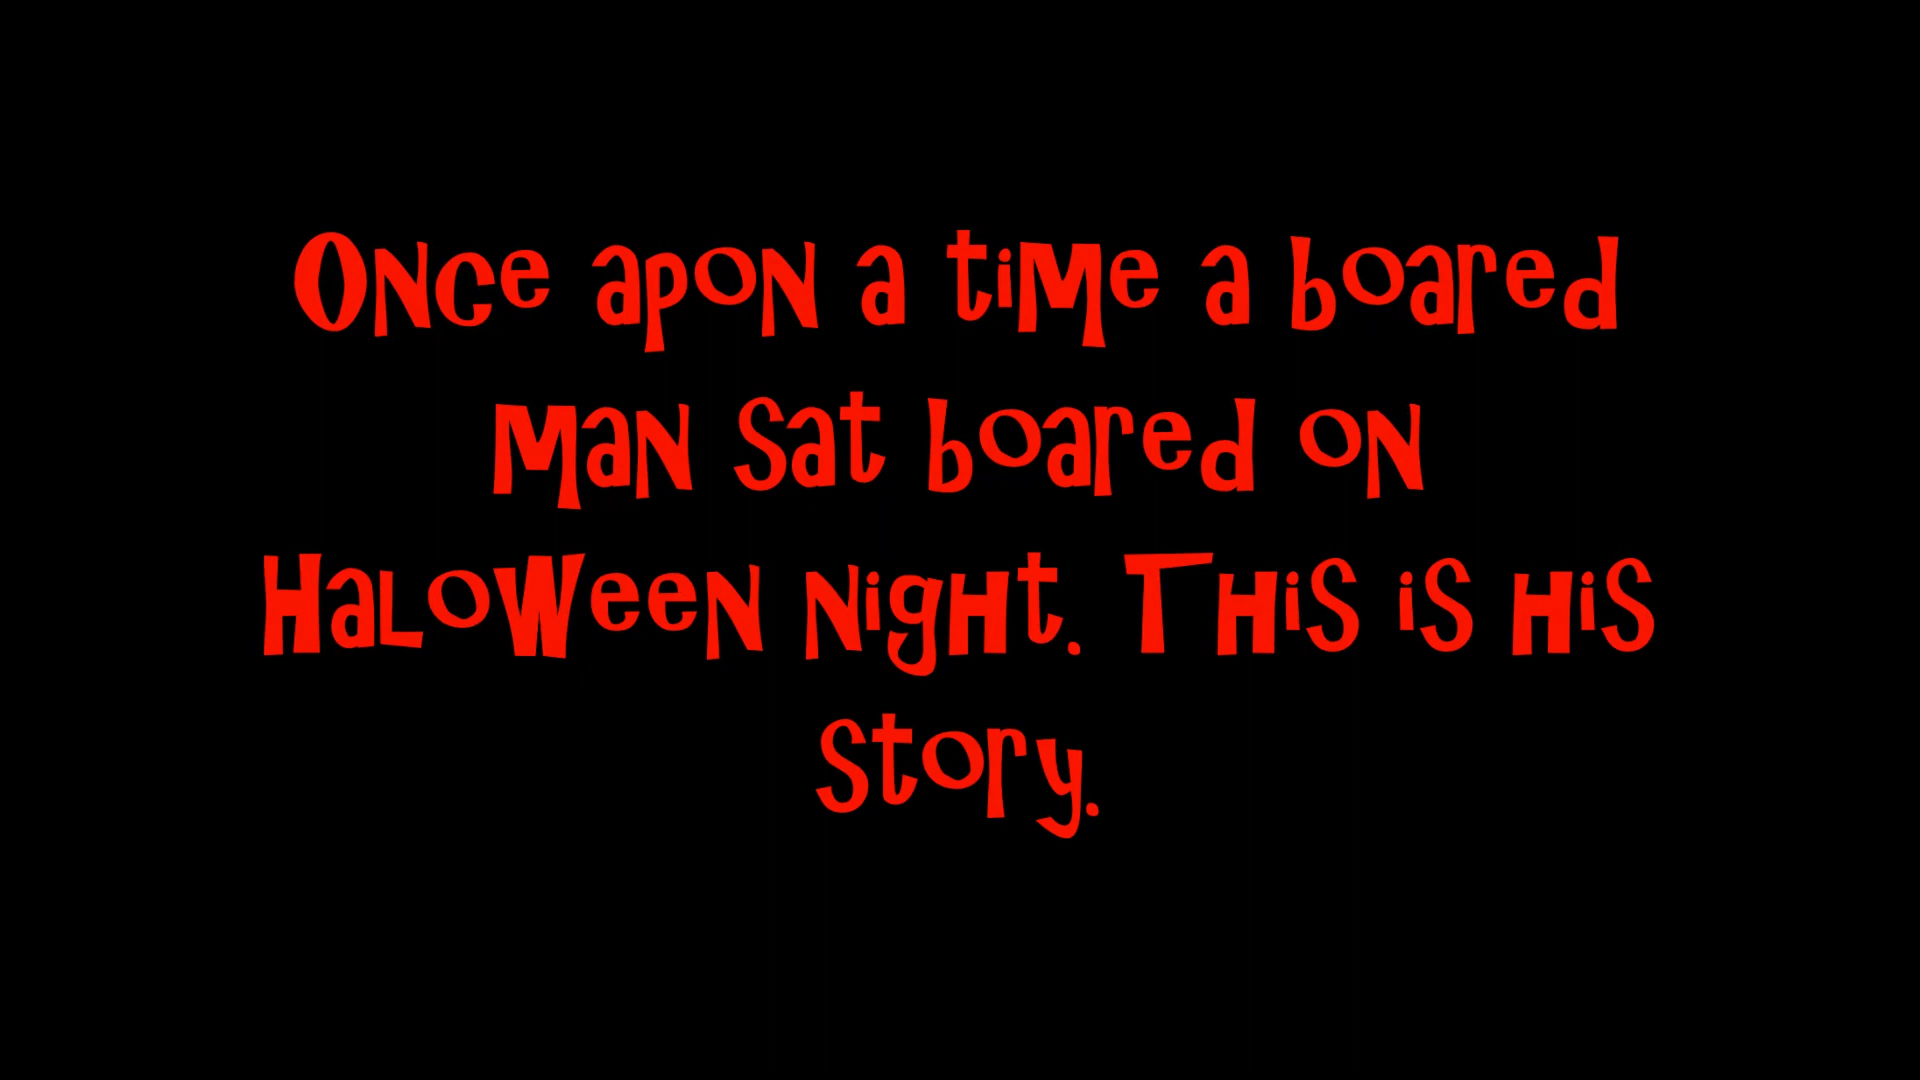 Once apon a time a boared
man sat boared on
Haloween night. This is his
story.